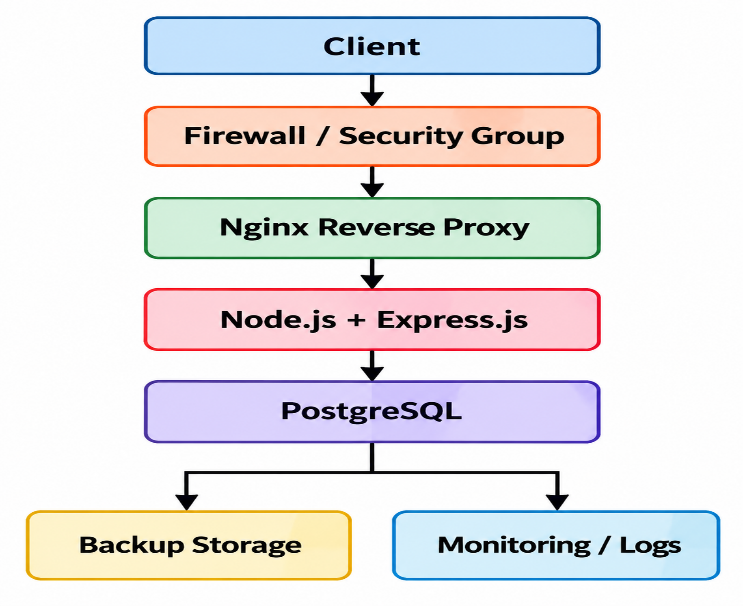 Client
Firewall / Security Group
Nginx Reverse Proxy
Node.js + Express.js
PostgreSQL
Backup Storage
Monitoring / Logs